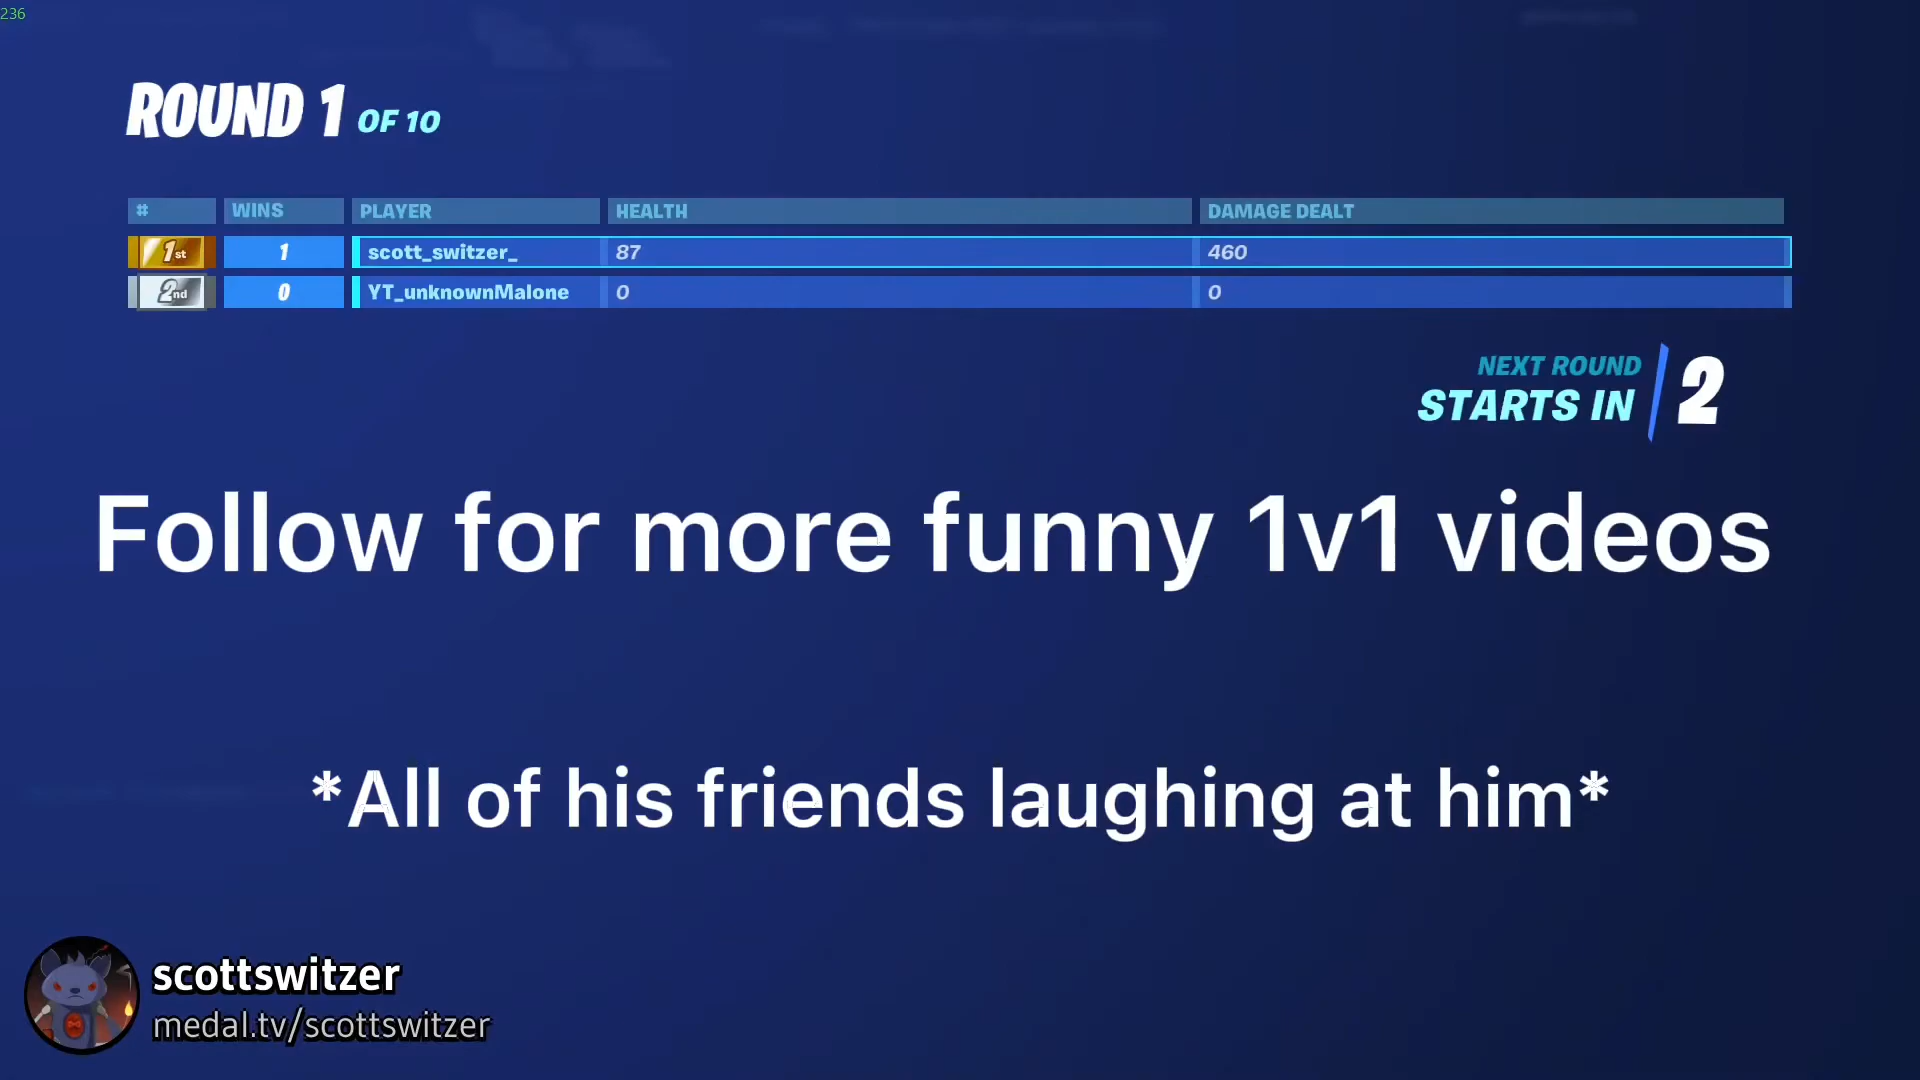 236
ROUND 1 OF 10
# WINS PLAYER HEALTH DAMAGE DEALT
1st 1 scott_switzer_ 87 460
2nd 0 YT_unknownMalone 0 0
NEXT ROUND
STARTS IN 2
Follow for more funny 1v1 videos
*All of his friends laughing at him*
scottswitzer
medal.tv/scottswitzer